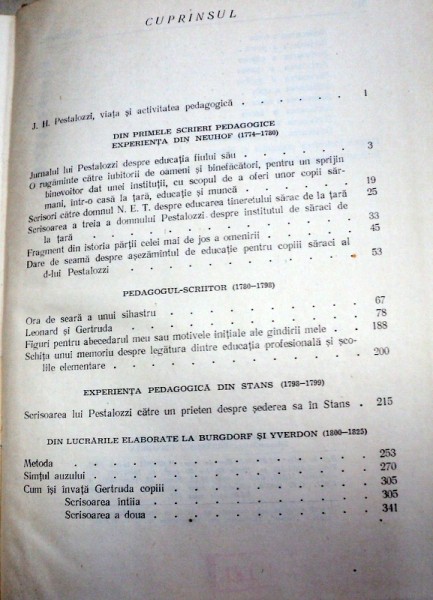 CUPRINSUL
J. H. Pestalozzi, viața și activitatea pedagogică . . . . . . 1
DIN PRIMELE SCRIERI PEDAGOGICE
EXPERIENȚA DIN NEUHOF (1774—1780)
Jurnalul lui Pestalozzi despre educația fiului său . . . . . 3
O rugăminte către iubitorii de oameni și binefăcători, pentru un sprijin
binevoitor dat unei instituții, cu scopul de a oferi unor copii săr-
mani, într-o casă la țară, educație și muncă . . . . . 19
Scrisori către domnul N. E. T. despre educarea tineretului sărac de la țară 25
Scrisoarea a treia a domnului Pestalozzi despre institutul de săraci de
la țară . . . . . . . . . . 33
Fragment din istoria părții celei mai de jos a omenirii . . . . 45
Dare de seamă despre așezămîntul de educație pentru copiii săraci al
d-lui Pestalozzi . . . . . . . . . 53
PEDAGOGUL-SCRIITOR (1780—1798)
Ora de seară a unui sihastru . . . . . . . . 67
Leonard și Gertruda . . . . . . . . . 78
Figuri pentru abecedarul meu sau motivele inițiale ale gîndirii mele . 188
Schița unui memoriu despre legătura dintre educația profesională și șco-
lile elementare . . . . . . . . . . 200
EXPERIENȚA PEDAGOGICĂ DIN STANS (1798—1799)
Scrisoarea lui Pestalozzi către un prieten despre șederea sa în Stans . 215
DIN LUCRĂRILE ELABORATE LA BURGDORF ȘI YVERDON (1800—1825)
Metoda . . . . . . . . . . . 253
Simțul auzului . . . . . . . . . . 270
Cum își învață Gertruda copiii . . . . . . . . 305
Scrisoarea întîia . . . . . . . . . 305
Scrisoarea a doua . . . . . . . . . 341